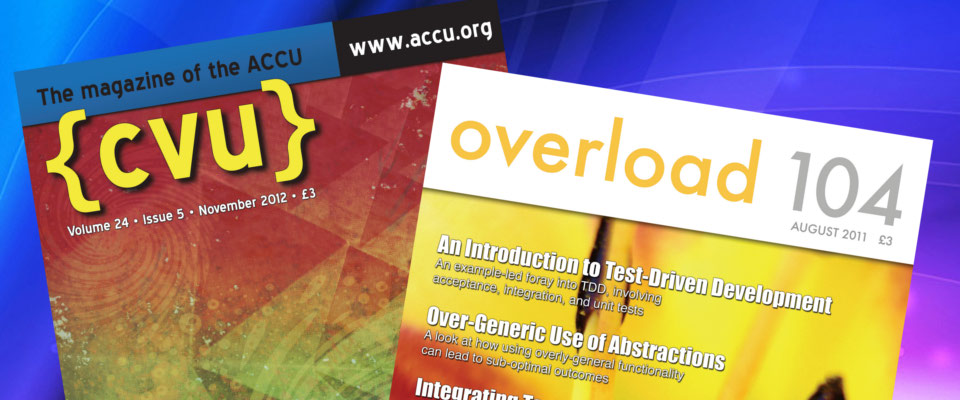 The magazine of the ACCU
www.accu.org
{cvu}
Volume 24 • Issue 5 • November 2012 • £3
overload 104
AUGUST 2011 £3
An Introduction to Test-Driven Development
An example-led foray into TDD, involving
acceptance, integration, and unit tests
Over-Generic Use of Abstractions
A look at how using overly-general functionality
can lead to sub-optimal outcomes
Integrating